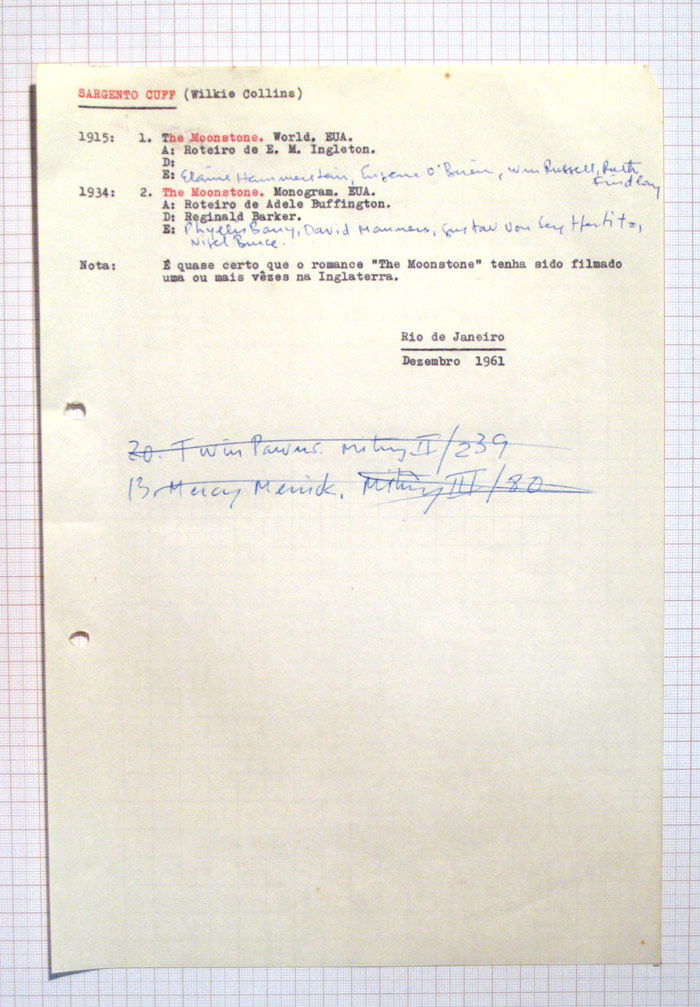 SARGENTO CUFF (Wilkie Collins)
1915: 1. The Moonstone. World. EUA.
A: Roteiro de E. M. Ingleton.
D:
E: Elaine Hammerstein, Eugene O'Brien, Wm Russell, Ruth
Findlay
1934: 2. The Moonstone. Monogram. EUA.
A: Roteiro de Adele Buffington.
D: Reginald Barker.
E: Phyllis Barry, David Manners, Gustav von Seyffertitz,
Nigel Bruce.
Nota: É quase certo que o romance "The Moonstone" tenha sido filmado
uma ou mais vêzes na Inglaterra.
Rio de Janeiro
Dezembro 1961
20. Twin II/239
13. Mercy Merrick, III/80